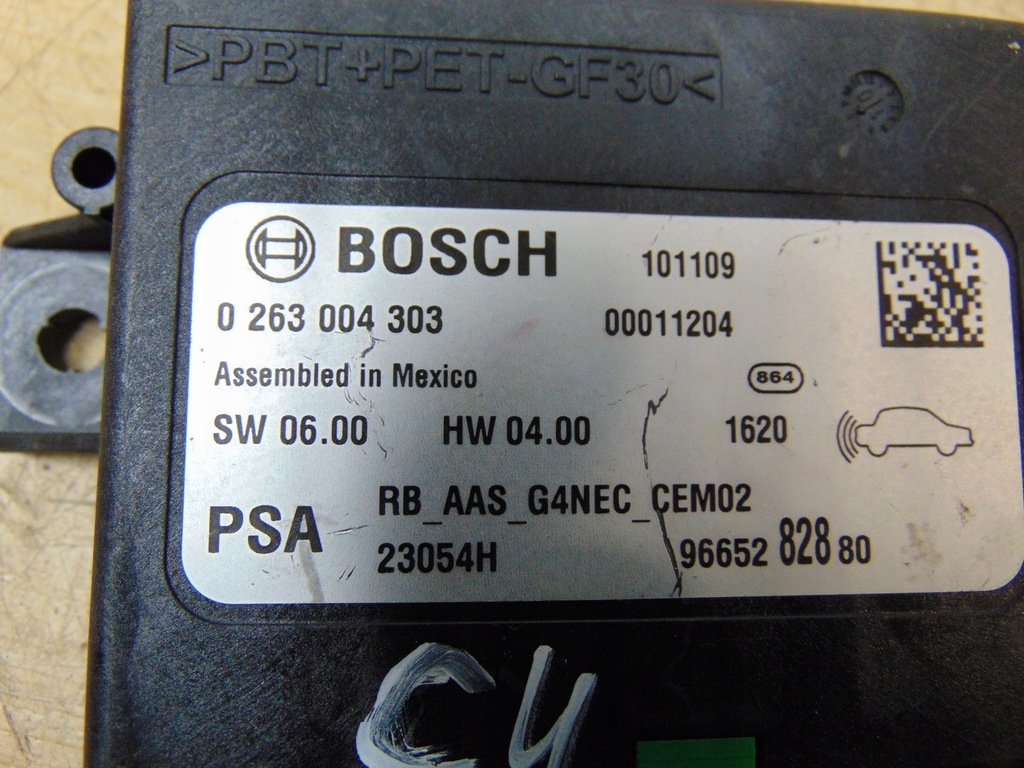 >PBT+PET-GF30<
BOSCH 101109
0 263 004 303 00011204
Assembled in Mexico 864
SW 06.00 HW 04.00 1620
RB_AAS_G4NEC_CEM02
PSA
23054H 96652 828 80
C4